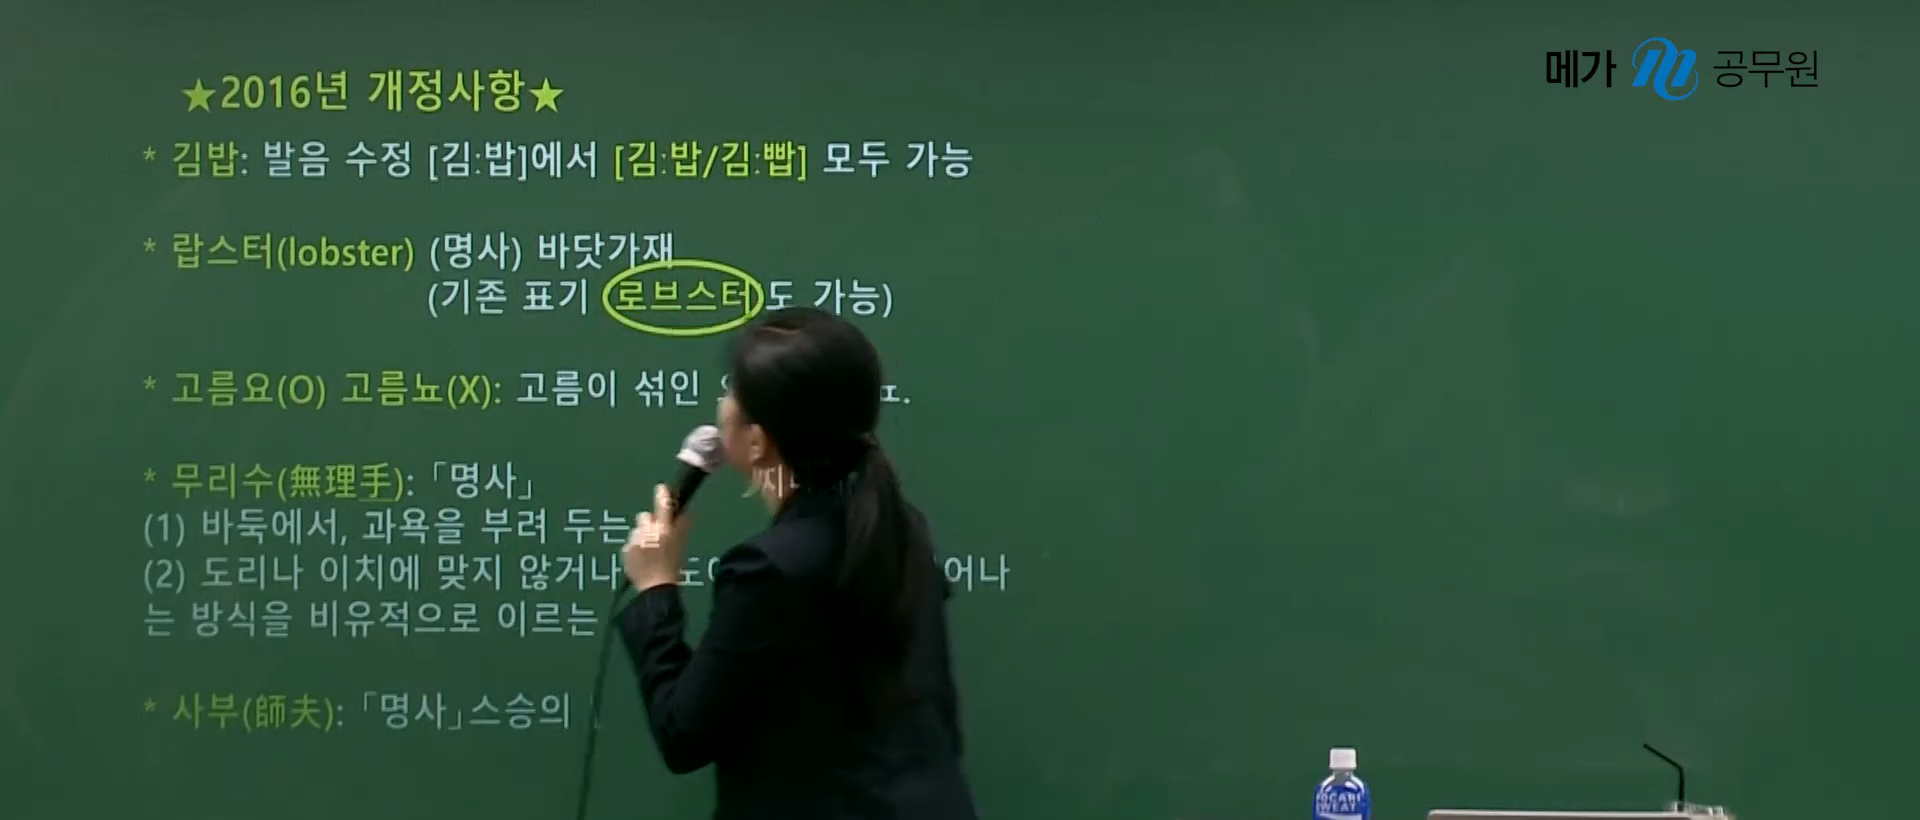 메가 M 공무원
★2016년 개정사항★
* 김밥: 발음 수정 [김:밥]에서 [김:밥/김:빱] 모두 가능
* 랍스터(lobster) (명사) 바닷가재
(기존 표기 로브스터도 가능)
* 고름요(O) 고름뇨(X): 고름이 섞인
* 무리수(無理手):「명사」
(1) 바둑에서, 과욕을 부려 두는
(2) 도리나 이치에 맞지 않거나 어나
는 방식을 비유적으로 이르는
* 사부(師夫):「명사」스승의
POCARI
SWEAT